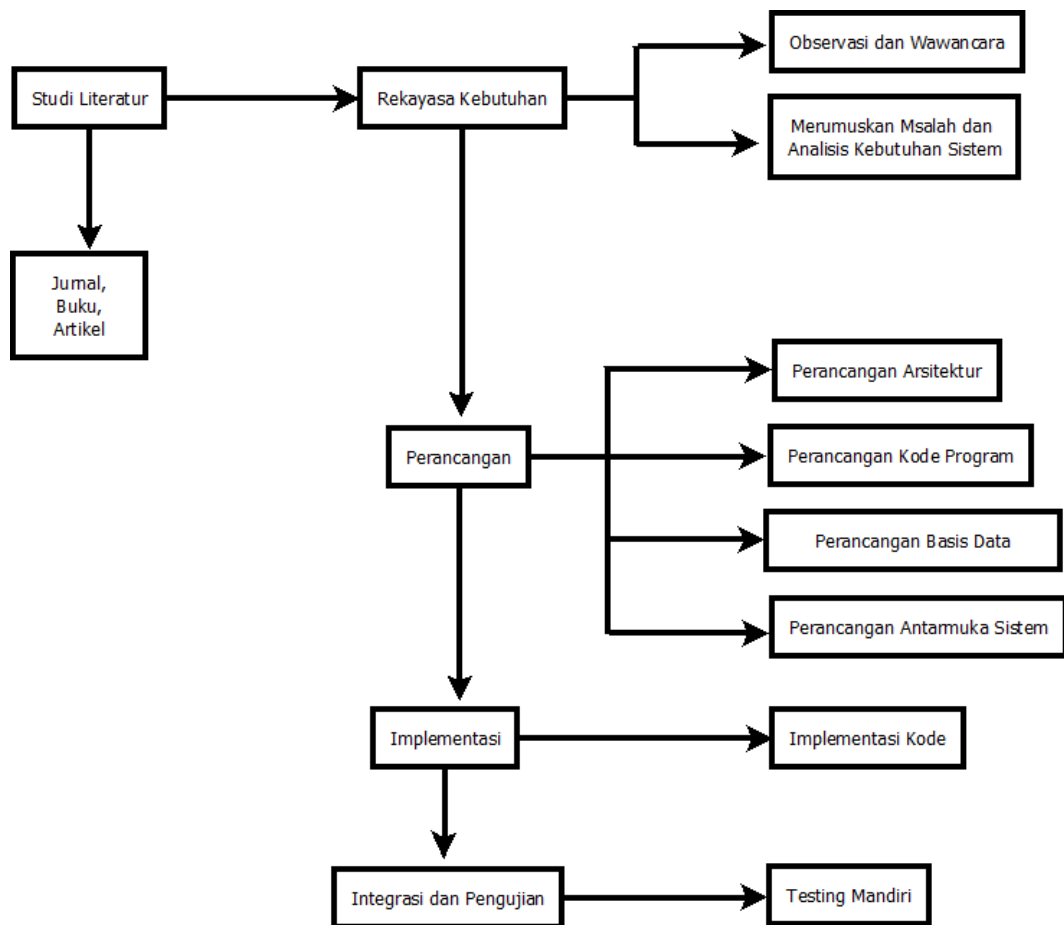 Observasi dan Wawancara
Studi Literatur
Rekayasa Kebutuhan
Merumuskan Msalah dan
Analisis Kebutuhan Sistem
Jurnal,
Buku,
Artikel
Perancangan Arsitektur
Perancangan
Perancangan Kode Program
Perancangan Basis Data
Perancangan Antarmuka Sistem
Implementasi
Implementasi Kode
Integrasi dan Pengujian
Testing Mandiri